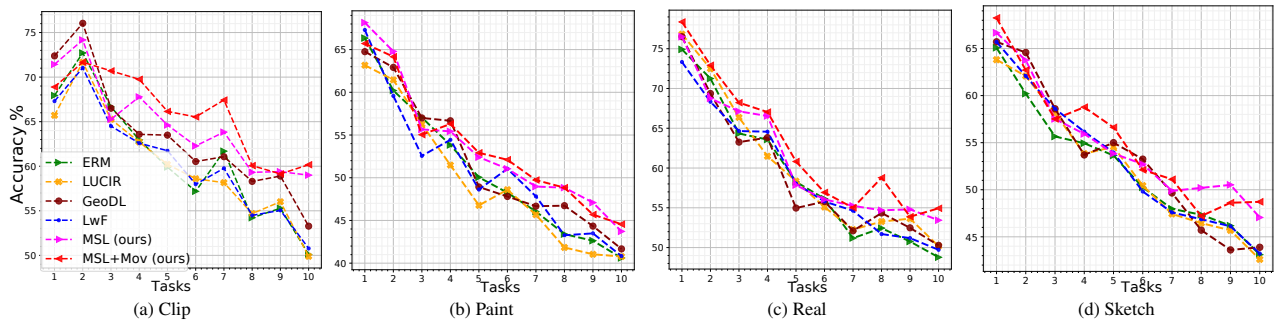 Accuracy %
75
70
65
60
55
50
ERM
LUCIR
GeoDL
LwF
MSL (ours)
MSL+Mov (ours)
1 2 3 4 5 6 7 8 9 10
Tasks
(a) Clip
65
60
55
50
45
40
1 2 3 4 5 6 7 8 9 10
Tasks
(b) Paint
75
70
65
60
55
50
1 2 3 4 5 6 7 8 9 10
Tasks
(c) Real
65
60
55
50
45
1 2 3 4 5 6 7 8 9 10
Tasks
(d) Sketch